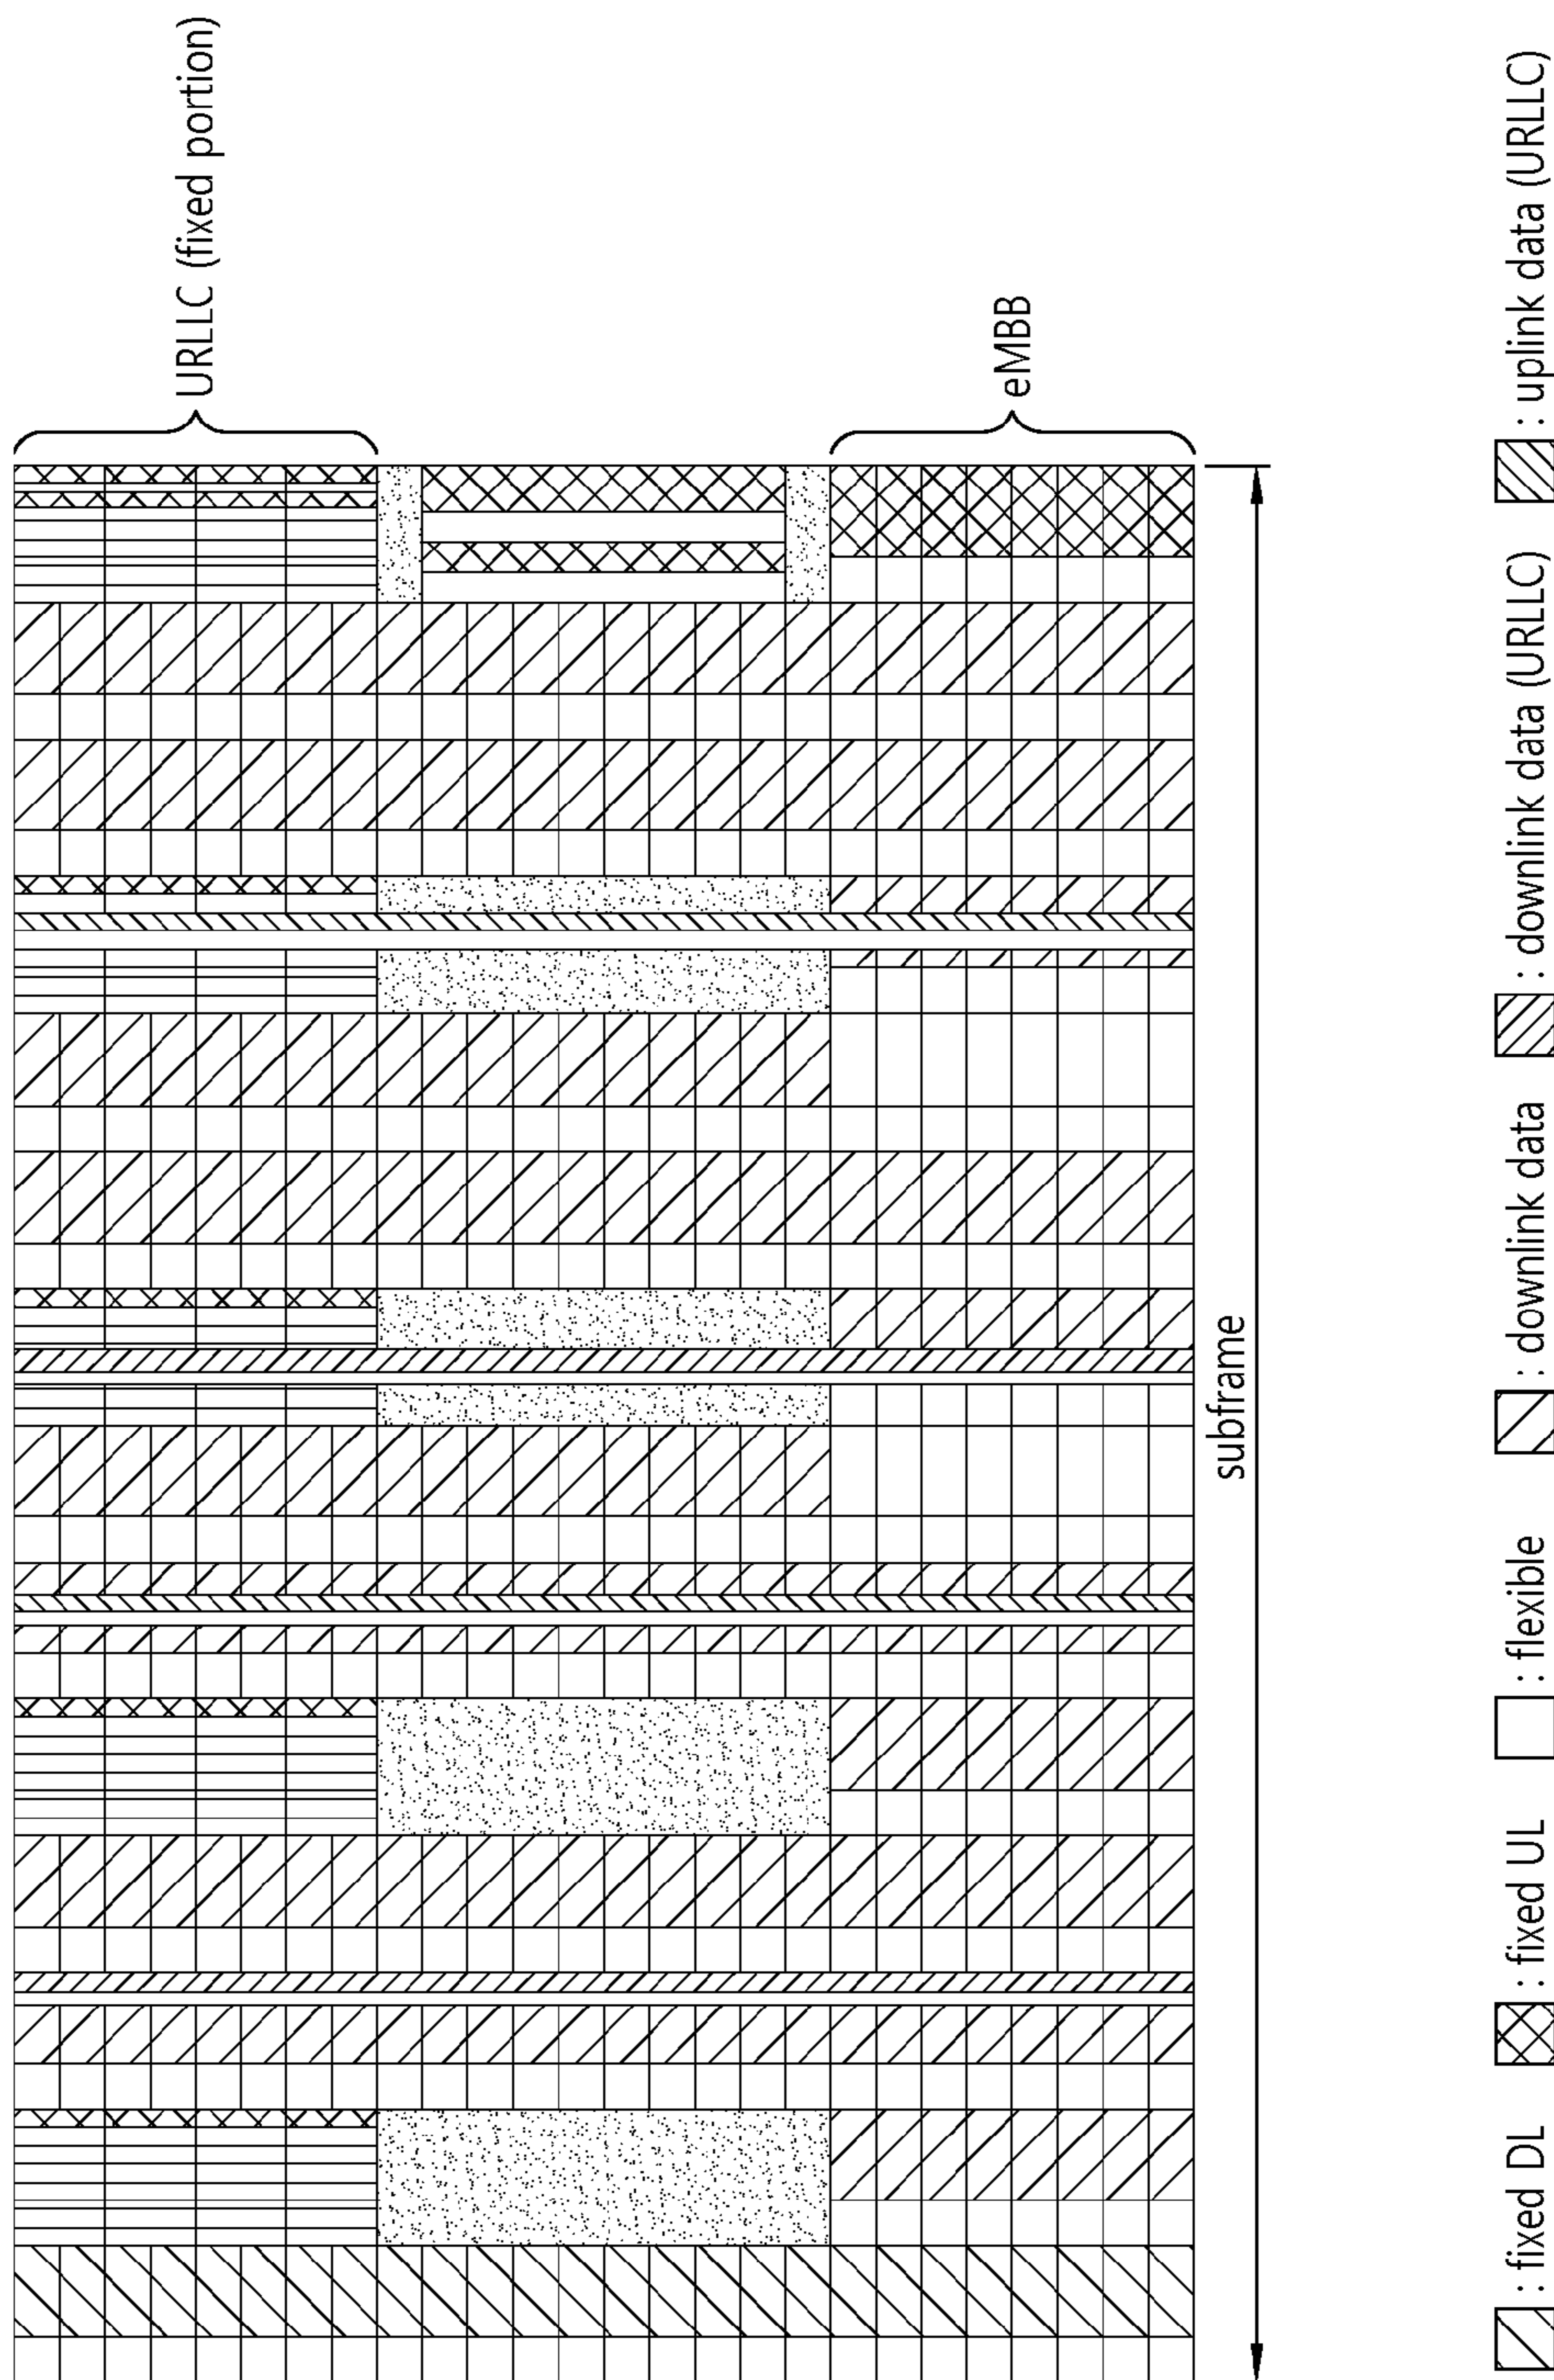 URLLC (fixed portion)
eMBB
subframe
: fixed DL
: fixed UL
: flexible
: downlink data
: downlink data (URLLC)
: uplink data (URLLC)